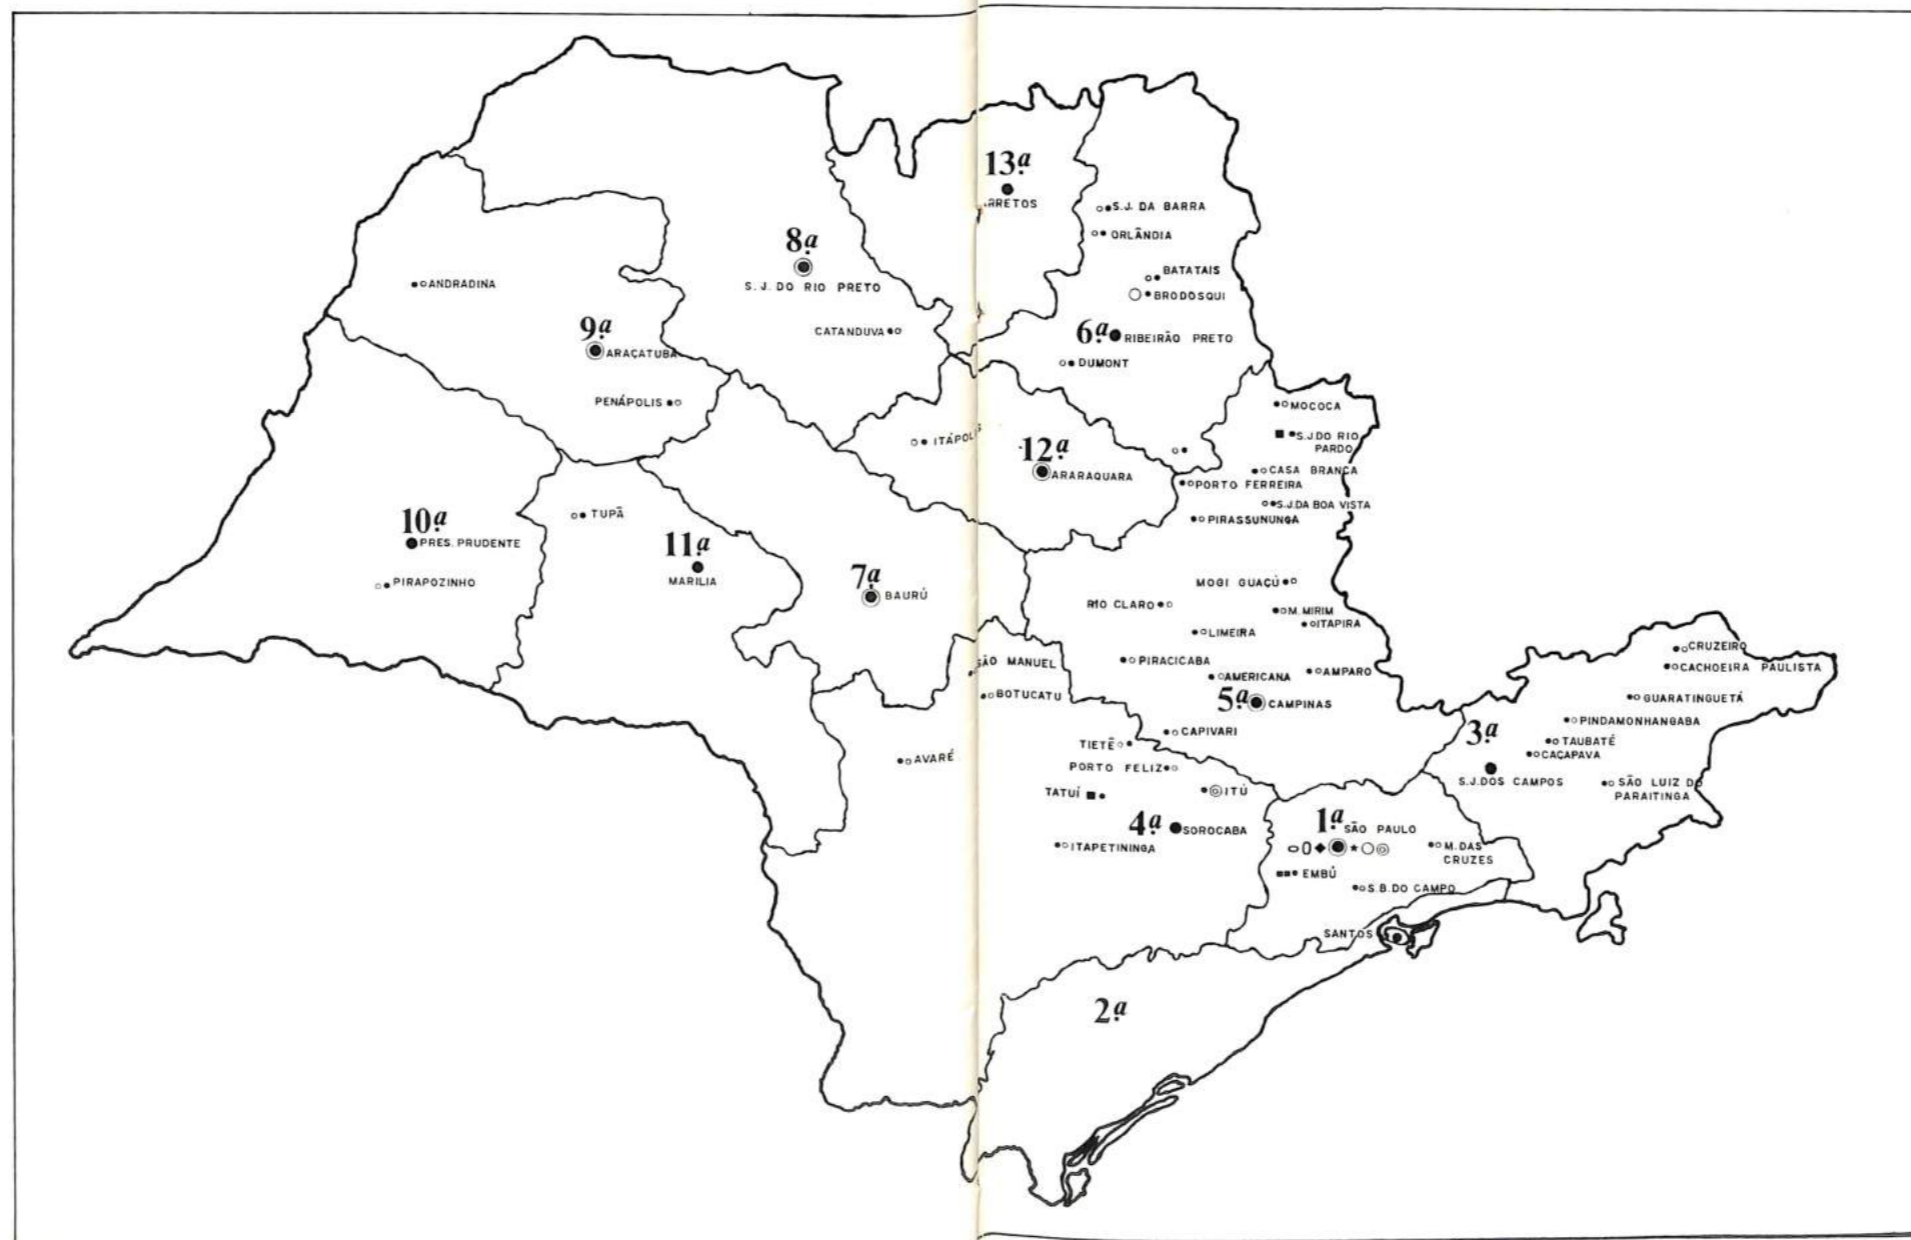 13ª
RRETOS
S.J. DA BARRA
ORLÂNDIA
BATATAIS
BRODOSQUI
8ª
S. J. DO RIO PRETO
CATANDUVA
ANDRADINA
9ª
ARAÇATUBA
PENÁPOLIS
6ª
RIBEIRÃO PRETO
DUMONT
MOCOCA
S.J.DO RIO
PARDO
CASA BRANCA
PORTO FERREIRA
S.J.DA BOA VISTA
PIRASSUNUNGA
ITÁPOLIS
12ª
ARARAQUARA
TUPÃ
10ª
PRES. PRUDENTE
PIRAPOZINHO
11ª
MARILIA
7ª
BAURÚ
MOGI GUAÇÚ
RIO CLARO
M. MIRIM
ITAPIRA
LIMEIRA
PIRACICABA
AMERICANA
AMPARO
5ª
CAMPINAS
CAPIVARI
SÃO MANUEL
BOTUCATU
AVARÉ
TIETÊ
PORTO FELIZ
TATUÍ
ITÚ
4ª
SOROCABA
ITAPETININGA
CRUZEIRO
CACHOEIRA PAULISTA
GUARATINGUETÁ
PINDAMONHANGABA
TAUBATÉ
CAÇAPAVA
3ª
S.J.DOS CAMPOS
SÃO LUIZ DO
PARAITINGA
1ª
SÃO PAULO
M. DAS
CRUZES
EMBÚ
S.B.DO CAMPO
SANTOS
2ª